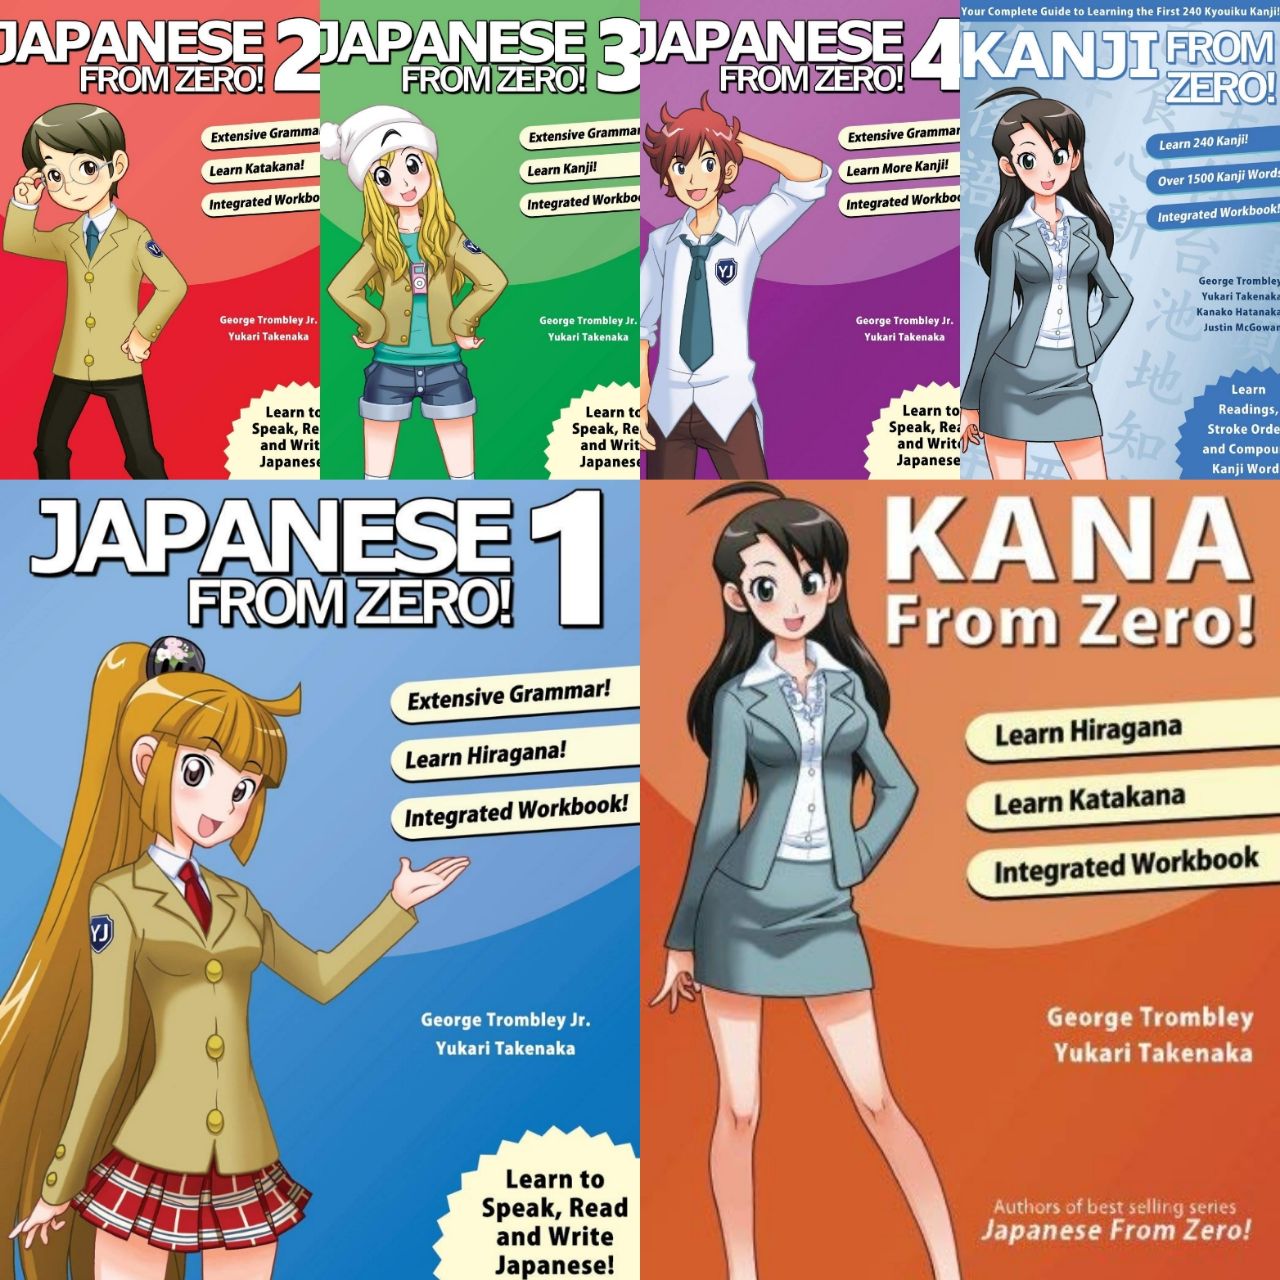 JAPANESE 2
FROM ZERO!
Extensive Gramma
Learn Katakana!
Integrated Workbo
George Trombley Jr.
Yukari Takenaka
Learn to
Speak, Re
and Writ
Japanese
JAPANESE 3
FROM ZERO!
Extensive Grammar
Learn Kanji!
Integrated Workbo
YJ
George Trombley Jr.
Yukari Takenaka
Learn to
Speak, Re
and Write
Japanese
JAPANESE 4
FROM ZERO!
Extensive Grammar
Learn More Kanji!
Integrated Workbo
YJ
George Trombley Jr.
Yukari Takenaka
Learn to
Speak, Rea
and Write
Japanese
Your Complete Guide to Learning the First 240 Kyouiku Kanji!
KANJI FROM
ZERO!
Learn 240 Kanji!
Over 1500 Kanji Words
Integrated Workbook!
George Trombley
Yukari Takenaka
Kanako Hatanaka
Justin McGowan
Learn
Readings,
Stroke Orde
and Compou
Kanji Word
JAPANESE 1
FROM ZERO!
Extensive Grammar!
Learn Hiragana!
Integrated Workbook!
YJ
George Trombley Jr.
Yukari Takenaka
Learn to
Speak, Read
and Write
Japanese!
KANA
From Zero!
Learn Hiragana
Learn Katakana
Integrated Workbook
George Trombley
Yukari Takenaka
Authors of best selling series
Japanese From Zero!